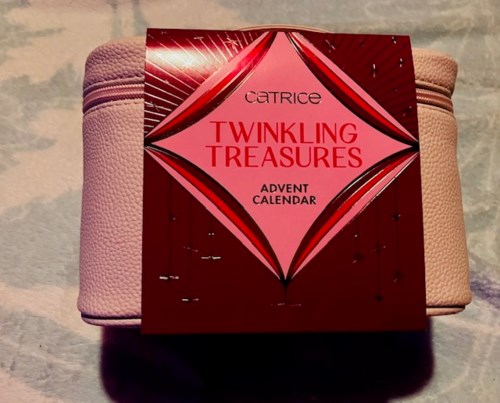 CATRICE
TWINKLING
TREASURES
ADVENT
CALENDAR